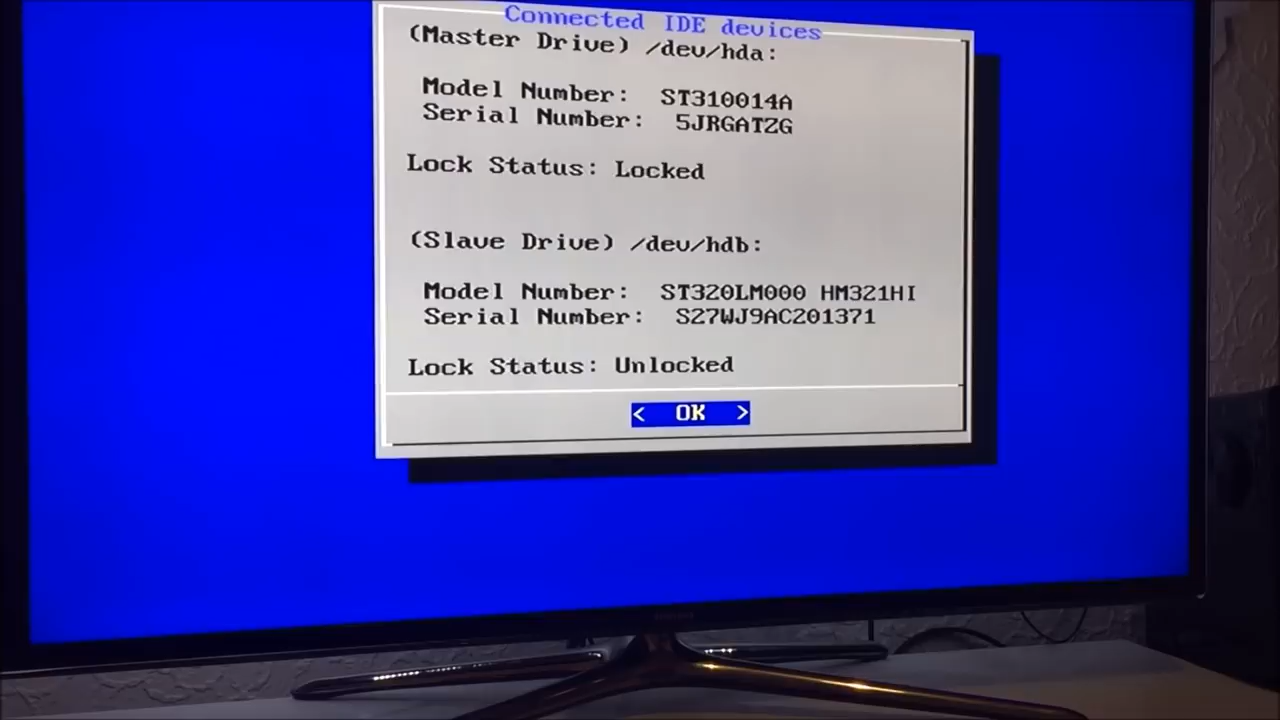 Connected IDE devices
(Master Drive) /dev/hda:
Model Number: ST310014A
Serial Number: 5JRGATZG
Lock Status: Locked
(Slave Drive) /dev/hdb:
Model Number: ST320LM000 HM321HI
Serial Number: S27WJ9AC201371
Lock Status: Unlocked
< OK >